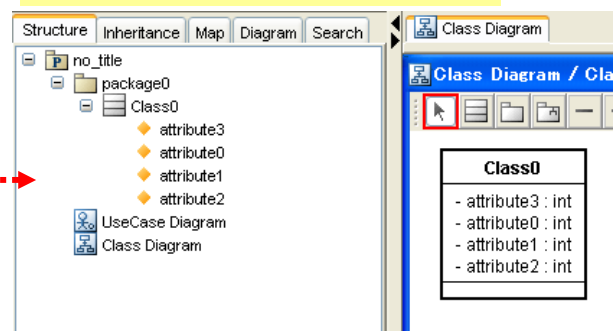 Structure Inheritance Map Diagram Search
no_title
package0
Class0
attribute3
attribute0
attribute1
attribute2
UseCase Diagram
Class Diagram
Class Diagram
Class Diagram / Cla
Class0
- attribute3 : int
- attribute0 : int
- attribute1 : int
- attribute2 : int